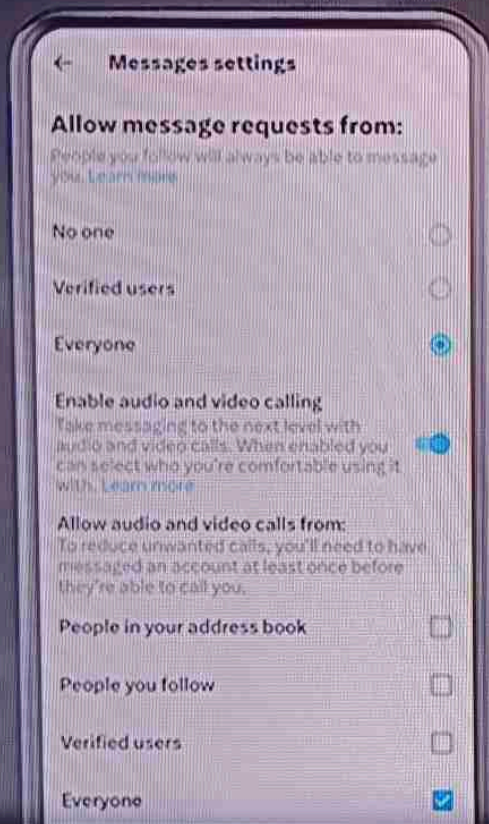 ← Messages settings
Allow message requests from:
People you follow will always be able to message
you. Learn more
No one
Verified users
Everyone
Enable audio and video calling
Take messaging to the next level with
audio and video calls. When enabled you
can select who you're comfortable using it
with. Learn more
Allow audio and video calls from:
To reduce unwanted calls, you'll need to have
messaged an account at least once before
they're able to call you.
People in your address book
People you follow
Verified users
Everyone